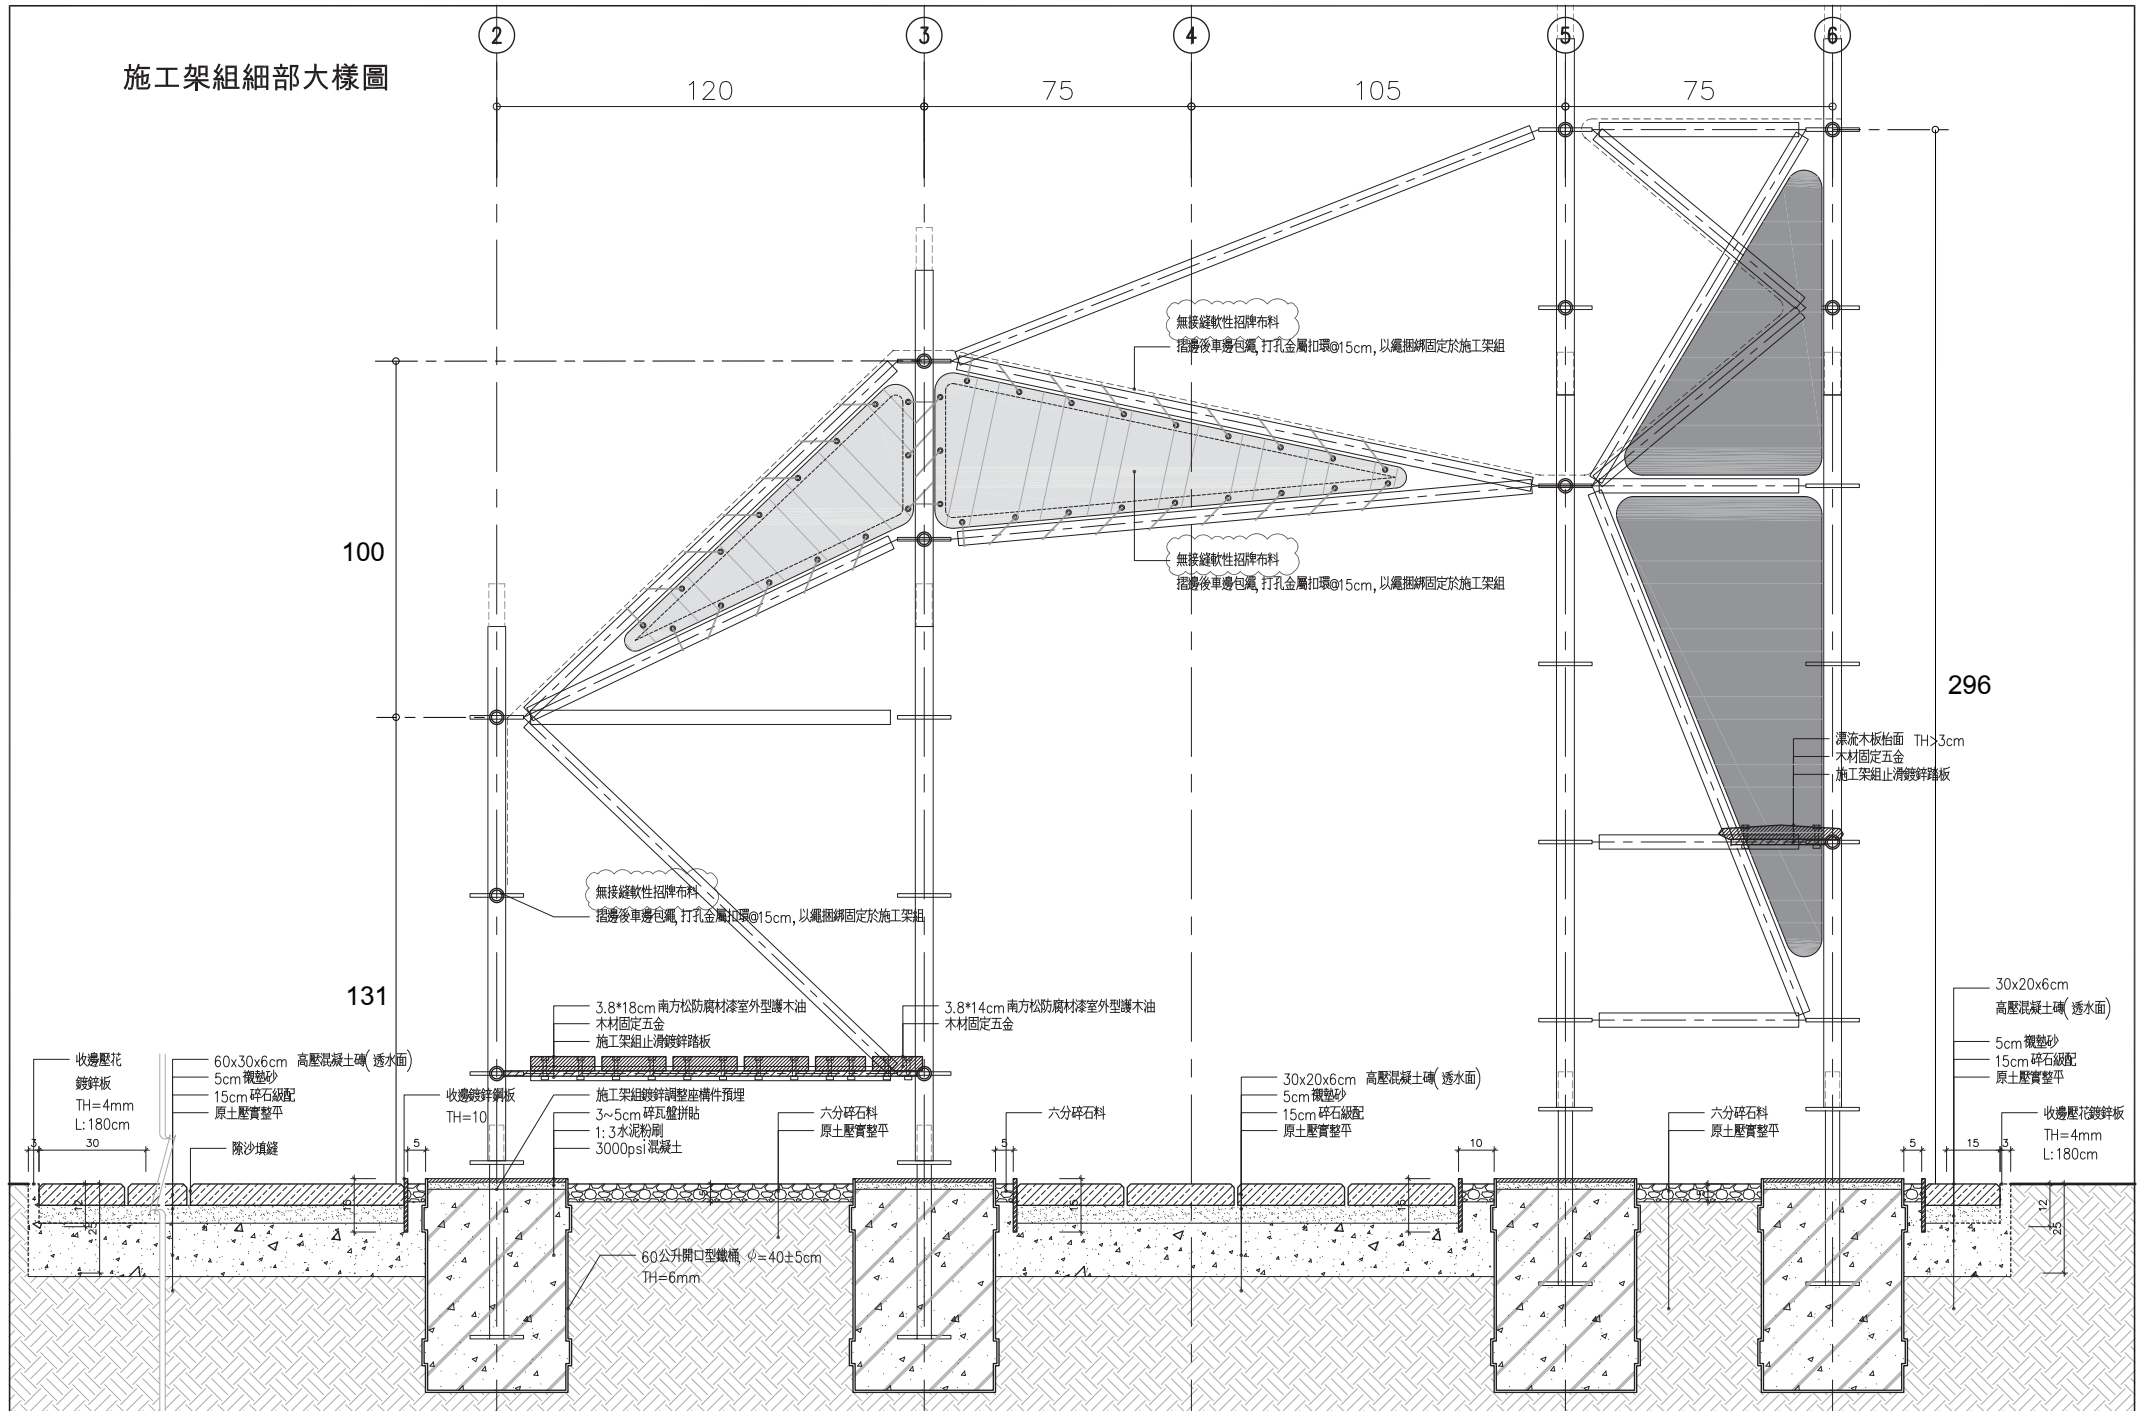 2
3
4
5
6
施工架組細部大樣圖
120
75
105
75
無接縫軟性招牌布料
摺邊後車邊包繩, 打孔金屬扣環@15cm, 以繩捆綁固定於施工架組
100
無接縫軟性招牌布料
摺邊後車邊包繩, 打孔金屬扣環@15cm, 以繩捆綁固定於施工架組
296
漂流木板枱面 TH>3cm
木材固定五金
施工架組止滑鍍鋅踏板
無接縫軟性招牌布料
摺邊後車邊包繩, 打孔金屬扣環@15cm, 以繩捆綁固定於施工架組
131
3.8*18cm 南方松防腐材漆室外型護木油
木材固定五金
施工架組止滑鍍鋅踏板
3.8*14cm 南方松防腐材漆室外型護木油
木材固定五金
30x20x6cm
高壓混凝土磚(透水面)
5cm 襯墊砂
15cm 碎石級配
原土壓實整平
收邊壓花
鍍鋅板
TH=4mm
L:180cm
60x30x6cm 高壓混凝土磚(透水面)
5cm 襯墊砂
15cm 碎石級配
原土壓實整平
除沙填縫
收邊鍍鋅鋼板
TH=10
施工架組鍍鋅調整座構件預埋
3~5cm 碎瓦盤拼貼
1:3水泥粉刷
3000psi 混凝土
六分碎石料
原土壓實整平
六分碎石料
30x20x6cm 高壓混凝土磚(透水面)
5cm 襯墊砂
15cm 碎石級配
原土壓實整平
六分碎石料
原土壓實整平
收邊壓花鍍鋅板
TH=4mm
L:180cm
3
30
5
5
10
5
15
3
12
25
15
5
15
15
5
12
25
60公升開口型鐵桶, ∅=40±5cm
TH=6mm